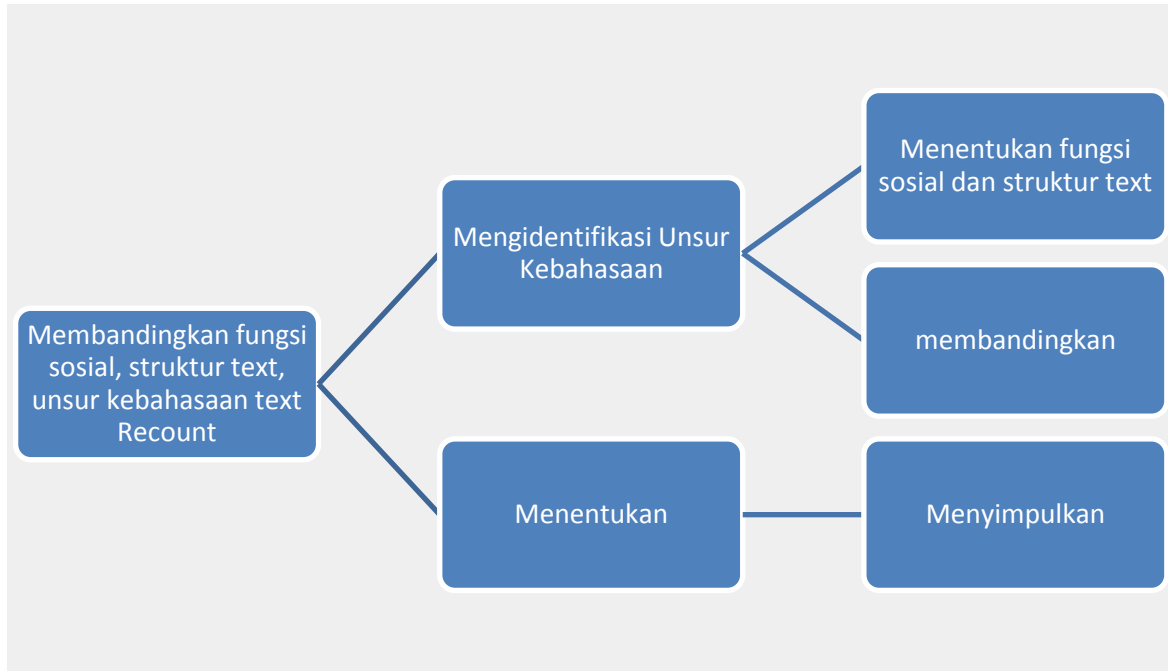 Membandingkan fungsi
sosial, struktur text,
unsur kebahasaan text
Recount
Mengidentifikasi Unsur
Kebahasaan
Menentukan fungsi
sosial dan struktur text
membandingkan
Menentukan
Menyimpulkan